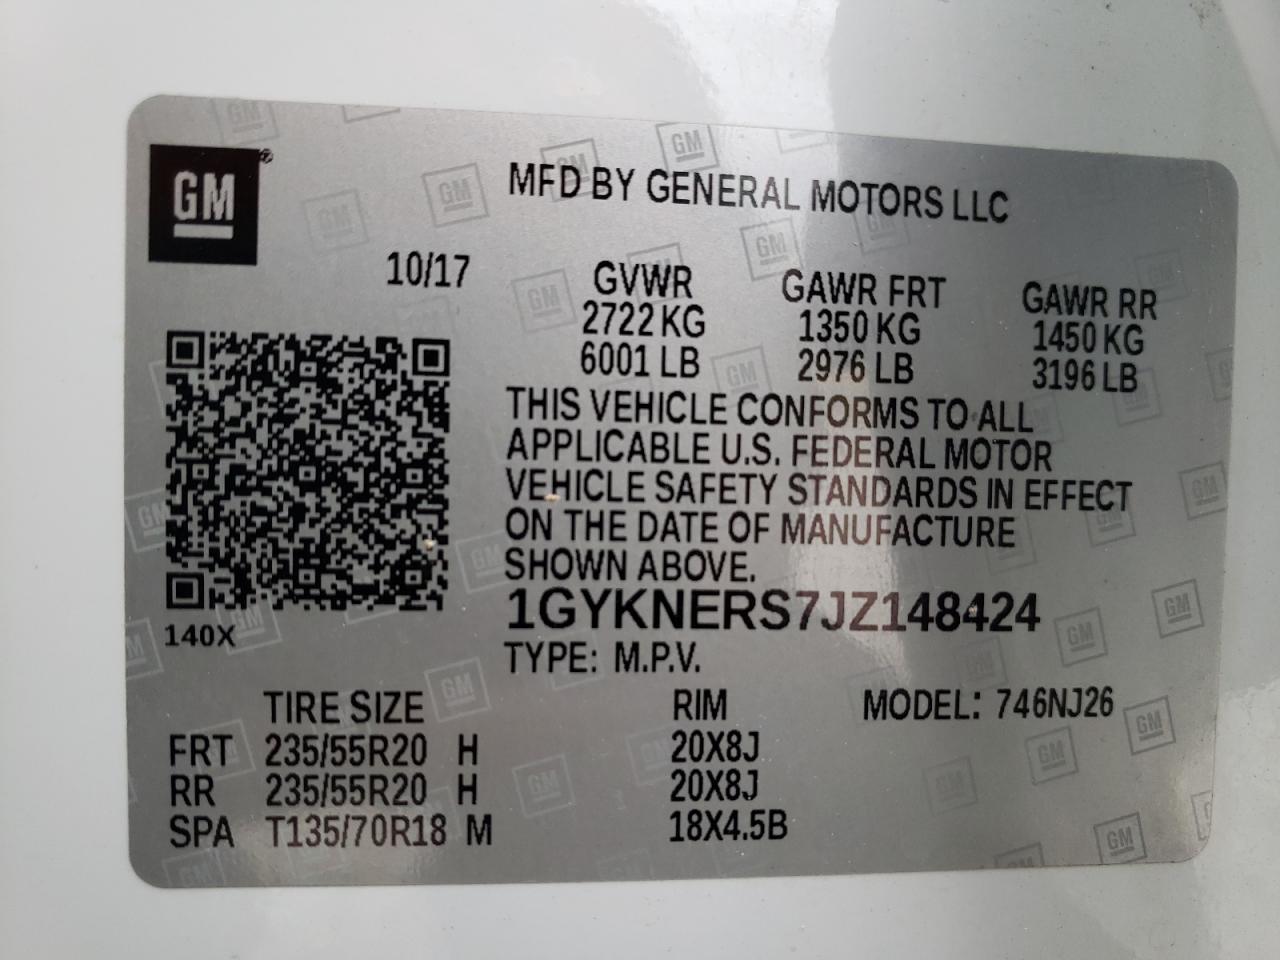 GM®
MFD BY GENERAL MOTORS LLC
10/17
GVWR GAWR FRT GAWR RR
2722 KG 1350 KG 1450 KG
6001 LB 2976 LB 3196 LB
THIS VEHICLE CONFORMS TO ALL
APPLICABLE U.S. FEDERAL MOTOR
VEHICLE SAFETY STANDARDS IN EFFECT
ON THE DATE OF MANUFACTURE
SHOWN ABOVE.
1GYKNERS7JZ148424
140X
TYPE: M.P.V.
TIRE SIZE RIM MODEL: 746NJ26
FRT 235/55R20 H 20X8J
RR 235/55R20 H 20X8J
SPA T135/70R18 M 18X4.5B